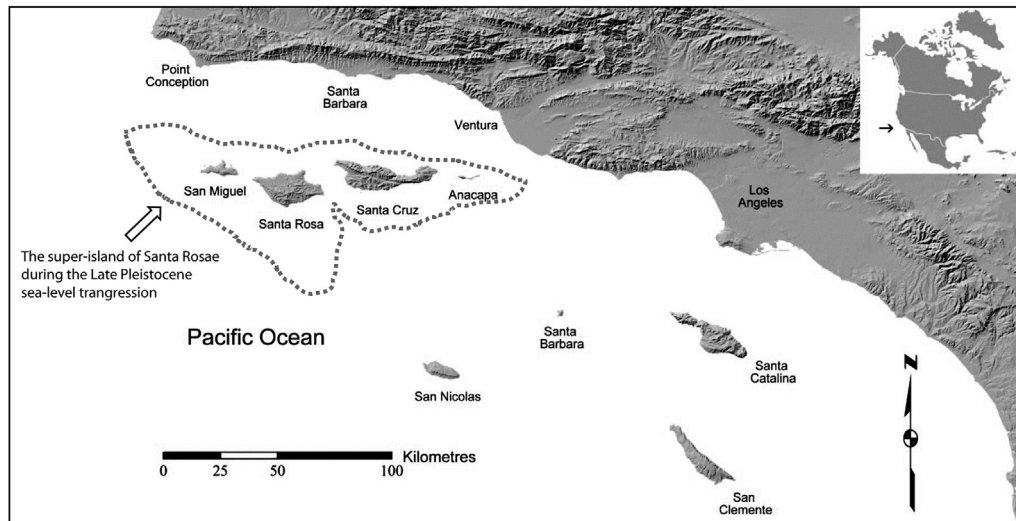 Point
Conception
Santa
Barbara
Ventura
Los
Angeles
San Miguel
Santa Rosa
Santa Cruz
Anacapa
The super-island of Santa Rosae
during the Late Pleistocene
sea-level trangression
Pacific Ocean
Santa
Barbara
Santa
Catalina
San Nicolas
N
0 25 50 100
Kilometres
San
Clemente